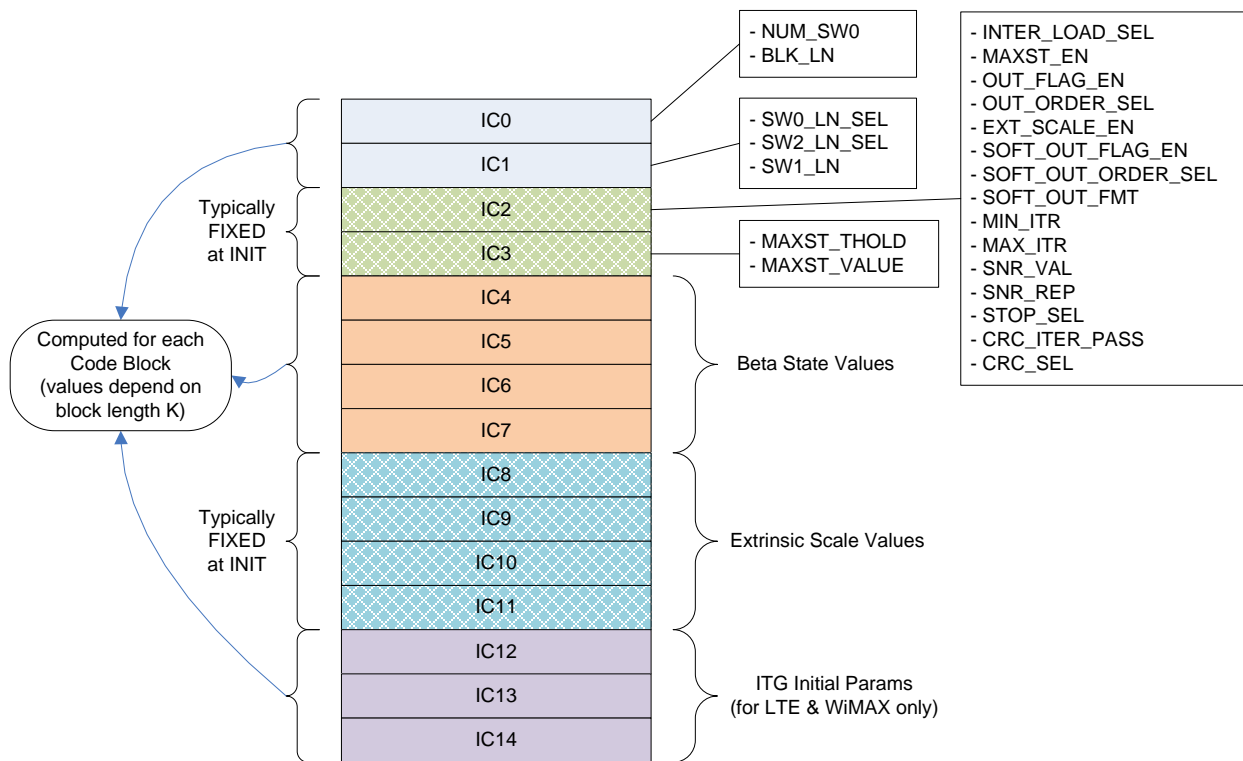 - NUM_SW0
- BLK_LN
- INTER_LOAD_SEL
- MAXST_EN
- OUT_FLAG_EN
- OUT_ORDER_SEL
- EXT_SCALE_EN
- SOFT_OUT_FLAG_EN
- SOFT_OUT_ORDER_SEL
- SOFT_OUT_FMT
- MIN_ITR
- MAX_ITR
- SNR_VAL
- SNR_REP
- STOP_SEL
- CRC_ITER_PASS
- CRC_SEL
- SW0_LN_SEL
- SW2_LN_SEL
- SW1_LN
- MAXST_THOLD
- MAXST_VALUE
IC0
IC1
IC2
IC3
IC4
IC5
IC6
IC7
IC8
IC9
IC10
IC11
IC12
IC13
IC14
Typically
FIXED
at INIT
Computed for each
Code Block
(values depend on
block length K)
Typically
FIXED
at INIT
Beta State Values
Extrinsic Scale Values
ITG Initial Params
(for LTE & WiMAX only)